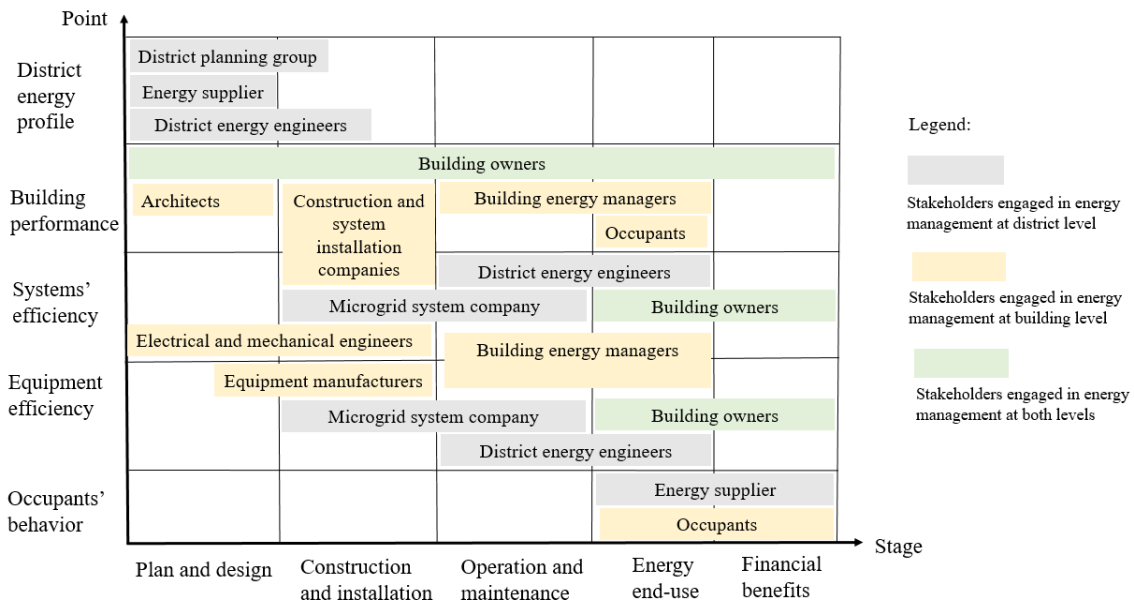 Point
District
energy
profile
District planning group
Energy supplier
District energy engineers
Building
performance
Building owners
Architects
Construction and
system
installation
companies
Building energy managers
Occupants
Systems’
efficiency
District energy engineers
Microgrid system company
Building owners
Electrical and mechanical engineers
Building energy managers
Equipment
efficiency
Equipment manufacturers
Microgrid system company
Building owners
District energy engineers
Occupants’
behavior
Energy supplier
Occupants
Stage
Plan and design
Construction
and installation
Operation and
maintenance
Energy
end-use
Financial
benefits
Legend:
Stakeholders engaged in energy
management at district level
Stakeholders engaged in energy
management at building level
Stakeholders engaged in energy
management at both levels